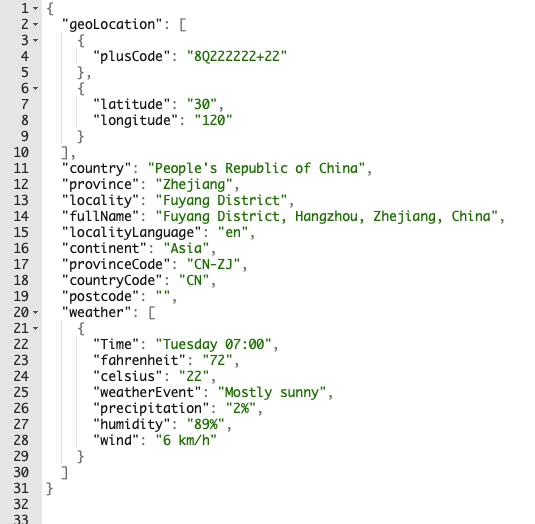 1 {
2 "geoLocation": [
3 {
4 "plusCode": "8Q222222+22"
5 },
6 {
7 "latitude": "30",
8 "longitude": "120"
9 }
10 ],
11 "country": "People's Republic of China",
12 "province": "Zhejiang",
13 "locality": "Fuyang District",
14 "fullName": "Fuyang District, Hangzhou, Zhejiang, China",
15 "localityLanguage": "en",
16 "continent": "Asia",
17 "provinceCode": "CN-ZJ",
18 "countryCode": "CN",
19 "postcode": "",
20 "weather": [
21 {
22 "Time": "Tuesday 07:00",
23 "fahrenheit": "72",
24 "celsius": "22",
25 "weatherEvent": "Mostly sunny",
26 "precipitation": "2%",
27 "humidity": "89%",
28 "wind": "6 km/h"
29 }
30 ]
31 }
32
33